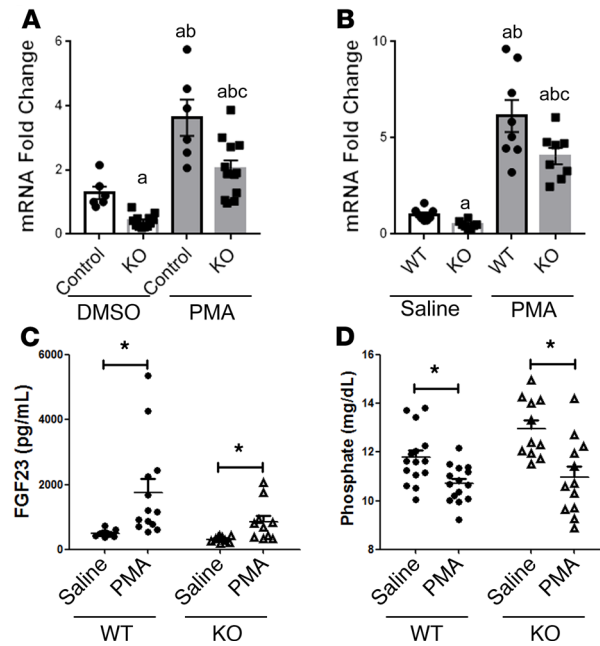 A
mRNA Fold Change
6
4
2
0
a
ab
abc
Control
KO
Control
KO
DMSO
PMA
B
mRNA Fold Change
10
5
0
a
ab
abc
WT
KO
WT
KO
Saline
PMA
C
FGF23 (pg/mL)
6000
4000
2000
0
*
*
Saline
PMA
Saline
PMA
WT
KO
D
Phosphate (mg/dL)
16
14
12
10
8
*
*
Saline
PMA
Saline
PMA
WT
KO